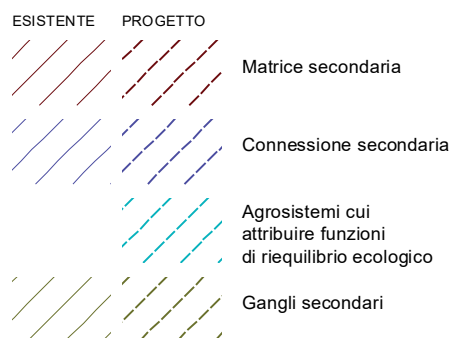 ESISTENTE PROGETTO
Matrice secondaria
Connessione secondaria
Agrosistemi cui
attribuire funzioni
di riequilibrio ecologico
Gangli secondari